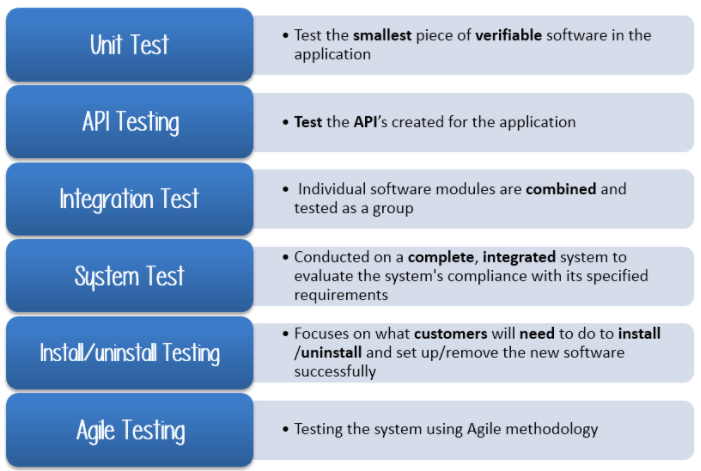 Unit Test
• Test the smallest piece of verifiable software in the
application
API Testing
• Test the API’s created for the application
Integration Test
• Individual software modules are combined and
tested as a group
System Test
• Conducted on a complete, integrated system to
evaluate the system's compliance with its specified
requirements
Install/uninstall Testing
• Focuses on what customers will need to do to install
/uninstall and set up/remove the new software
successfully
Agile Testing
• Testing the system using Agile methodology